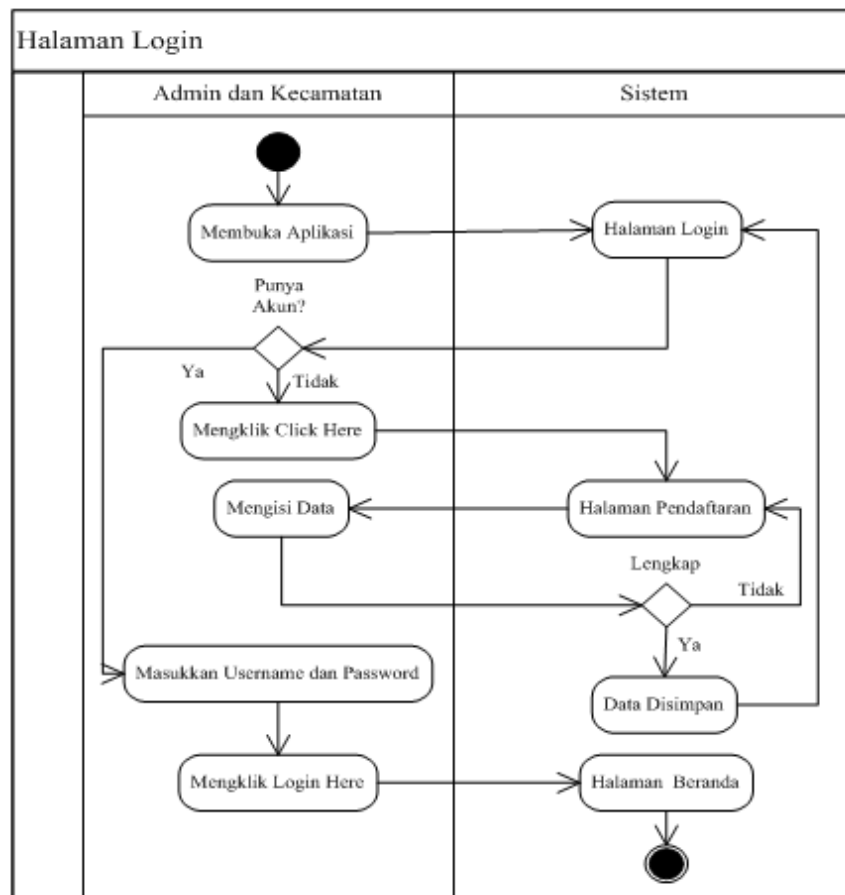 Halaman Login
Admin dan Kecamatan
Sistem
Membuka Aplikasi
Halaman Login
Punya
Akun?
Ya
Tidak
Mengklik Click Here
Mengisi Data
Halaman Pendaftaran
Lengkap
Tidak
Ya
Masukkan Username dan Password
Data Disimpan
Mengklik Login Here
Halaman Beranda